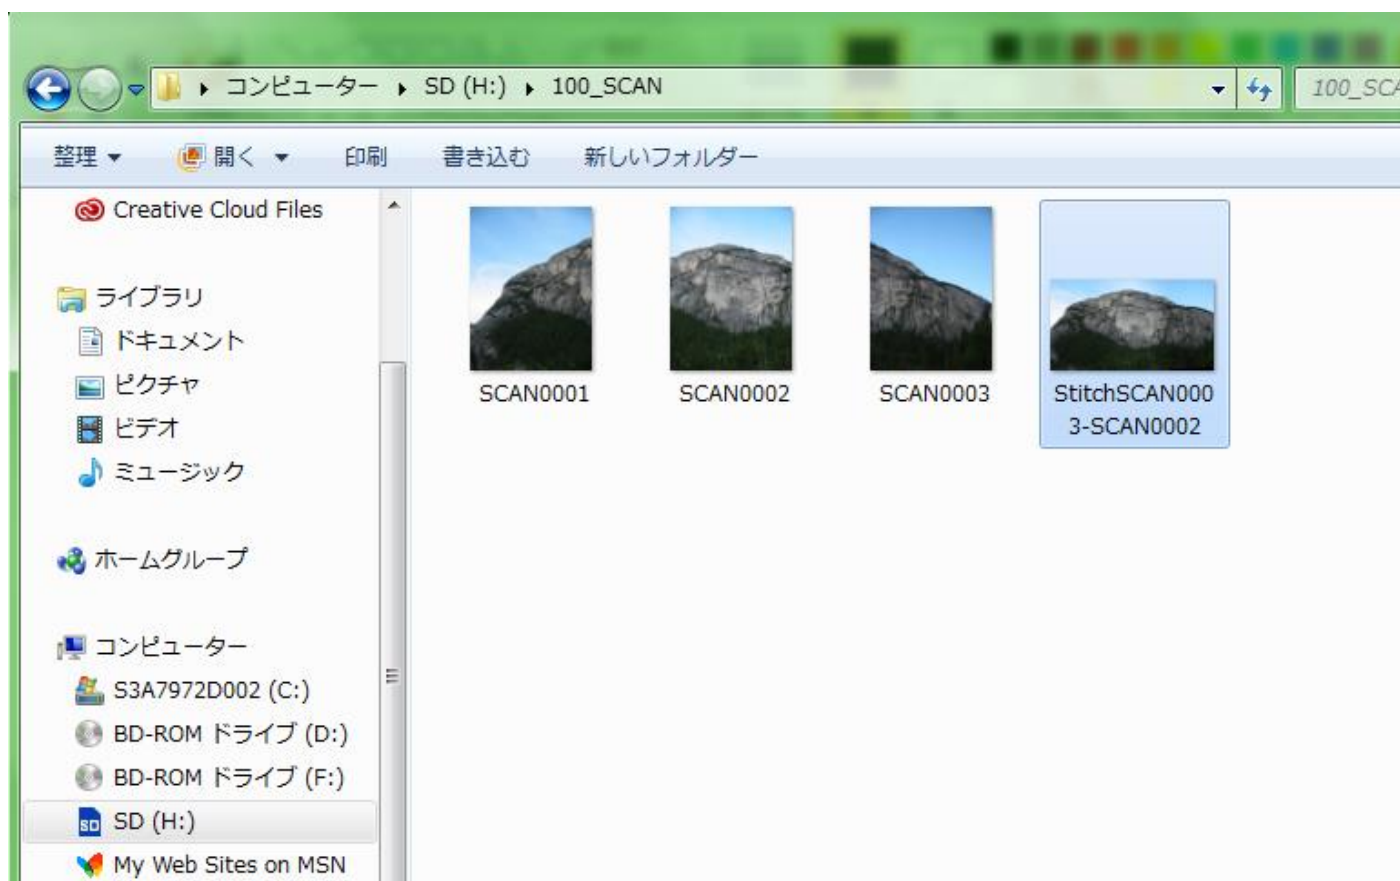 コンピューター ▸ SD (H:) ▸ 100_SCAN
100_SCA
整理 開く 印刷 書き込む 新しいフォルダー
Creative Cloud Files
ライブラリ
ドキュメント
ピクチャ
ビデオ
ミュージック
ホームグループ
コンピューター
S3A7972D002 (C:)
BD-ROM ドライブ (D:)
BD-ROM ドライブ (F:)
SD (H:)
My Web Sites on MSN
SCAN0001
SCAN0002
SCAN0003
StitchSCAN000
3-SCAN0002